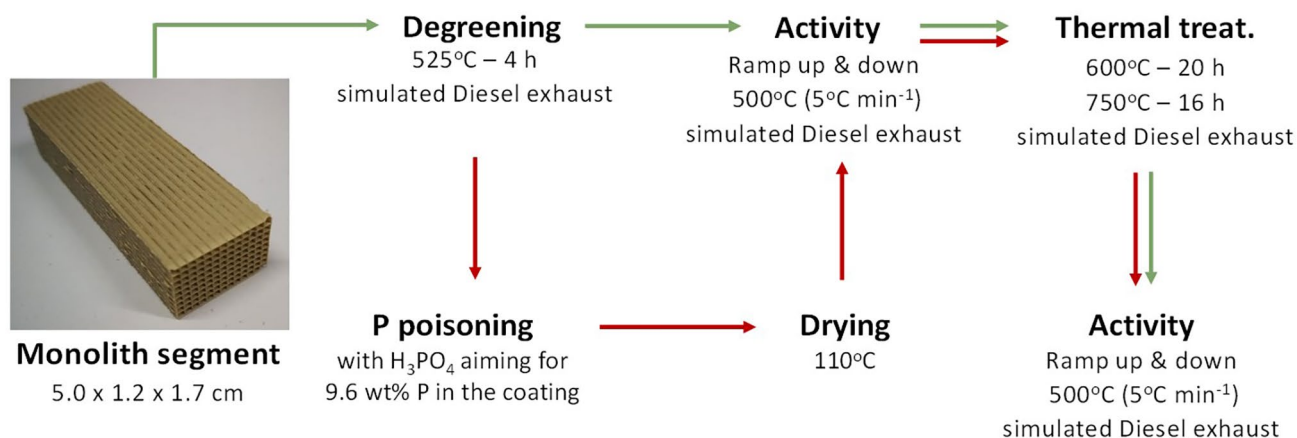 Degreening
525°C – 4 h
simulated Diesel exhaust
Activity
Ramp up & down
500°C (5°C min⁻¹)
simulated Diesel exhaust
Thermal treat.
600°C – 20 h
750°C – 16 h
simulated Diesel exhaust
Monolith segment
5.0 x 1.2 x 1.7 cm
P poisoning
with H₃PO₄ aiming for
9.6 wt% P in the coating
Drying
110°C
Activity
Ramp up & down
500°C (5°C min⁻¹)
simulated Diesel exhaust